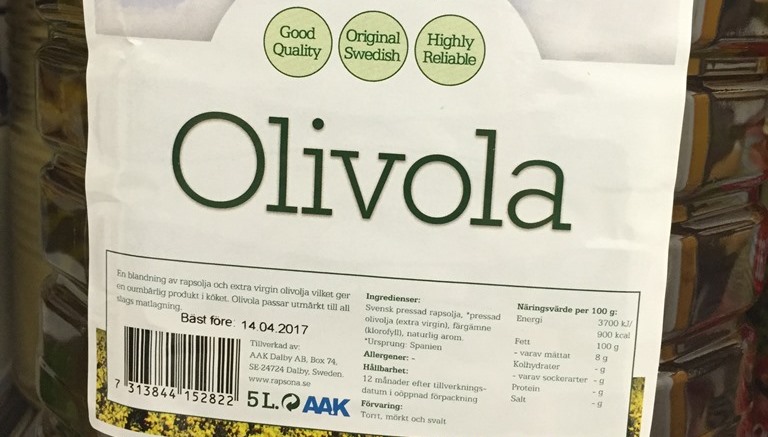 Good
Quality
Original
Swedish
Highly
Reliable
Olivola
En blandning av rapsolja och extra virgin olivolja vilket ger
en oumbärlig produkt i köket. Olivola passar utmärkt till all
slags matlagning.
Bäst före: 14.04.2017
7 313844 152822
Tillverkad av:
AAK Dalby AB, Box 74,
SE-24724 Dalby, Sweden.
www.rapsona.se
5 L. AAK
Ingredienser:
Svensk pressad rapsolja, *pressad
olivolja (extra virgin), färgämne
(klorofyll), naturlig arom.
*Ursprung: Spanien
Allergener: -
Hållbarhet:
12 månader efter tillverknings-
datum i oöppnad förpackning
Förvaring:
Torrt, mörkt och svalt
Näringsvärde per 100 g:
Energi 3700 kJ/
900 kcal
Fett 100 g
- varav mättat 8 g
Kolhydrater - g
- varav sockerarter - g
Protein - g
Salt - g